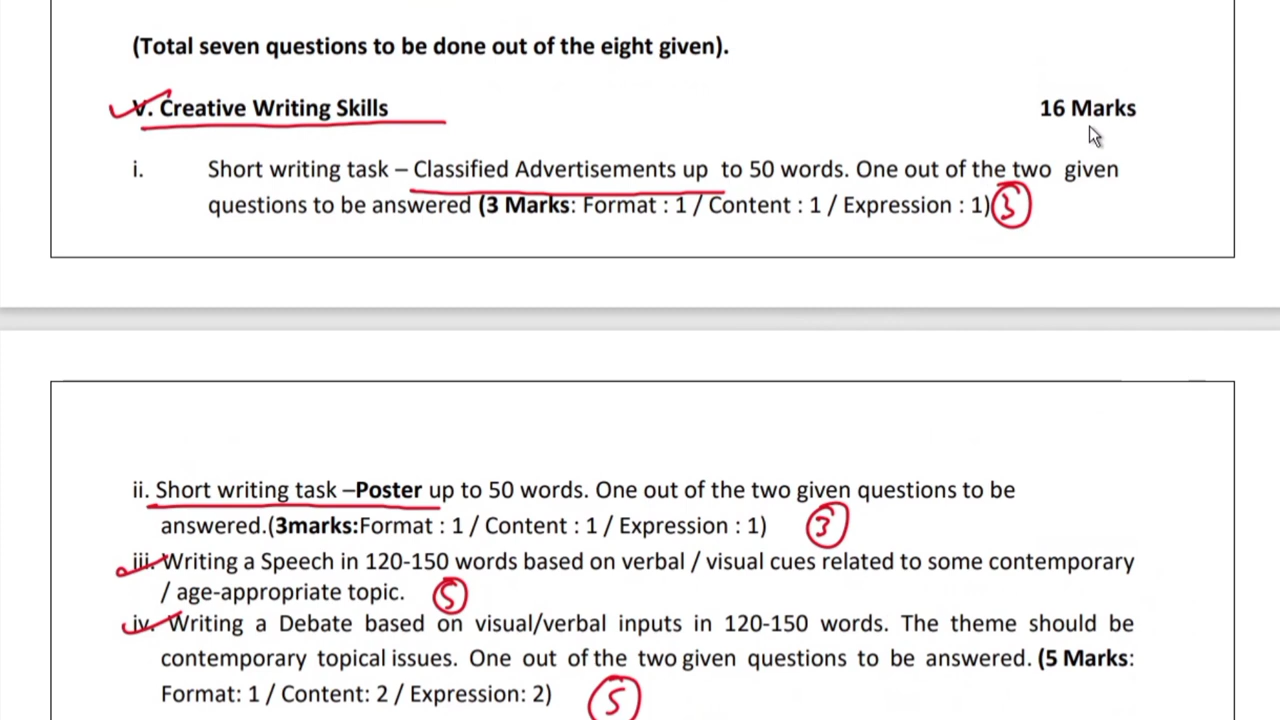 (Total seven questions to be done out of the eight given).
V. Creative Writing Skills 16 Marks
i. Short writing task – Classified Advertisements up to 50 words. One out of the two given
questions to be answered (3 Marks: Format : 1 / Content : 1 / Expression : 1) 3
ii. Short writing task –Poster up to 50 words. One out of the two given questions to be
answered.(3marks:Format : 1 / Content : 1 / Expression : 1) 3
iii. Writing a Speech in 120-150 words based on verbal / visual cues related to some contemporary
/ age-appropriate topic. 5
iv. Writing a Debate based on visual/verbal inputs in 120-150 words. The theme should be
contemporary topical issues. One out of the two given questions to be answered. (5 Marks:
Format: 1 / Content: 2 / Expression: 2) 5